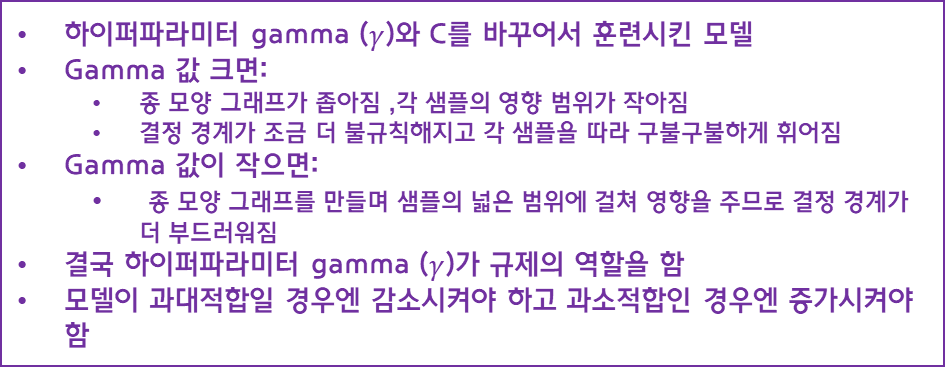 • 하이퍼파라미터 gamma (γ)와 C를 바꾸어서 훈련시킨 모델
• Gamma 값 크면:
• 종 모양 그래프가 좁아짐 ,각 샘플의 영향 범위가 작아짐
• 결정 경계가 조금 더 불규칙해지고 각 샘플을 따라 구불구불하게 휘어짐
• Gamma 값이 작으면:
• 종 모양 그래프를 만들며 샘플의 넓은 범위에 걸쳐 영향을 주므로 결정 경계가
더 부드러워짐
• 결국 하이퍼파라미터 gamma (γ)가 규제의 역할을 함
• 모델이 과대적합일 경우엔 감소시켜야 하고 과소적합인 경우엔 증가시켜야
함